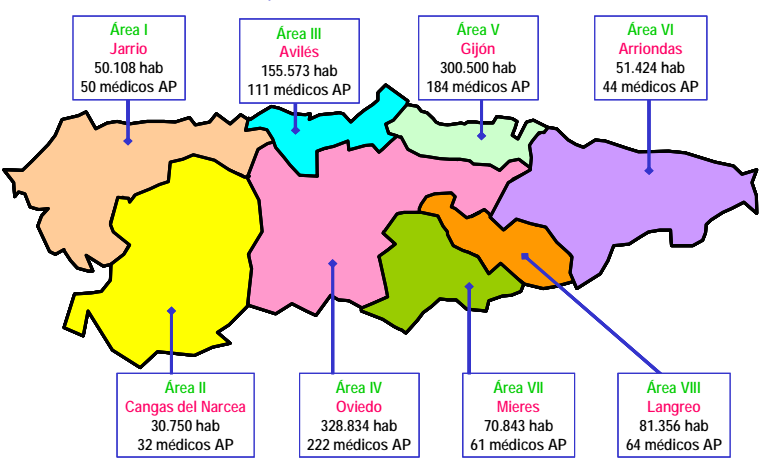 Área I
Jarrio
50.108 hab
50 médicos AP
Área III
Avilés
155.573 hab
111 médicos AP
Área V
Gijón
300.500 hab
184 médicos AP
Área VI
Arriondas
51.424 hab
44 médicos AP
Área II
Cangas del Narcea
30.750 hab
32 médicos AP
Área IV
Oviedo
328.834 hab
222 médicos AP
Área VII
Mieres
70.843 hab
61 médicos AP
Área VIII
Langreo
81.356 hab
64 médicos AP